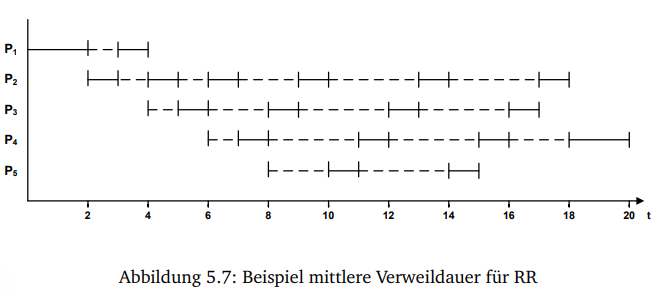 P1
P2
P3
P4
P5
2 4 6 8 10 12 14 16 18 20 t
Abbildung 5.7: Beispiel mittlere Verweildauer für RR